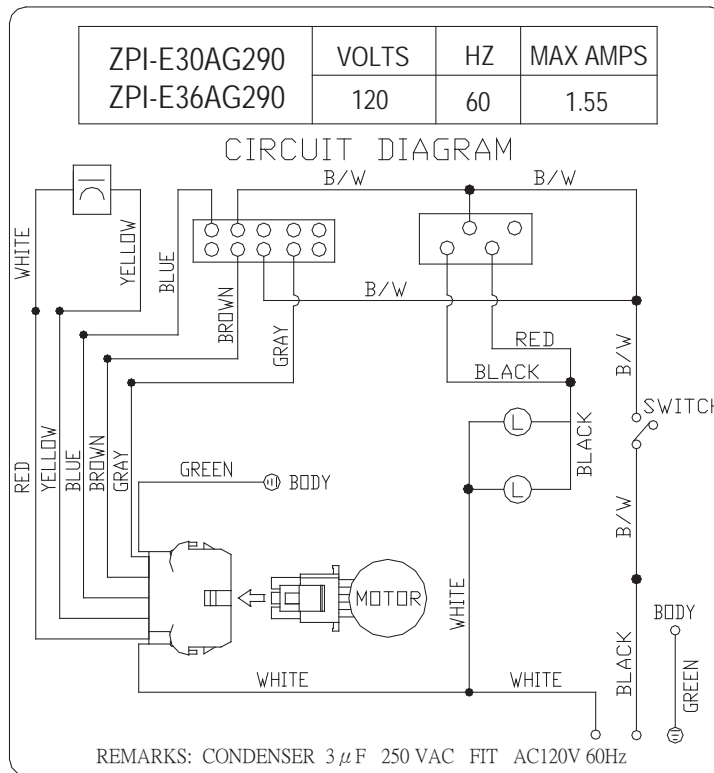 ZPI-E30AG290
ZPI-E36AG290
VOLTS HZ MAX AMPS
120 60 1.55
CIRCUIT DIAGRAM
B/W B/W
WHITE
YELLOW
BLUE
BROWN
GRAY
B/W
RED
BLACK
B/W
SWITCH
L
BLACK
L
RED
YELLOW
BLUE
BROWN
GRAY
GREEN
BODY
B/W
MOTOR
WHITE
BODY
BLACK
GREEN
WHITE WHITE
REMARKS: CONDENSER 3 μF 250 VAC FIT AC120V 60Hz